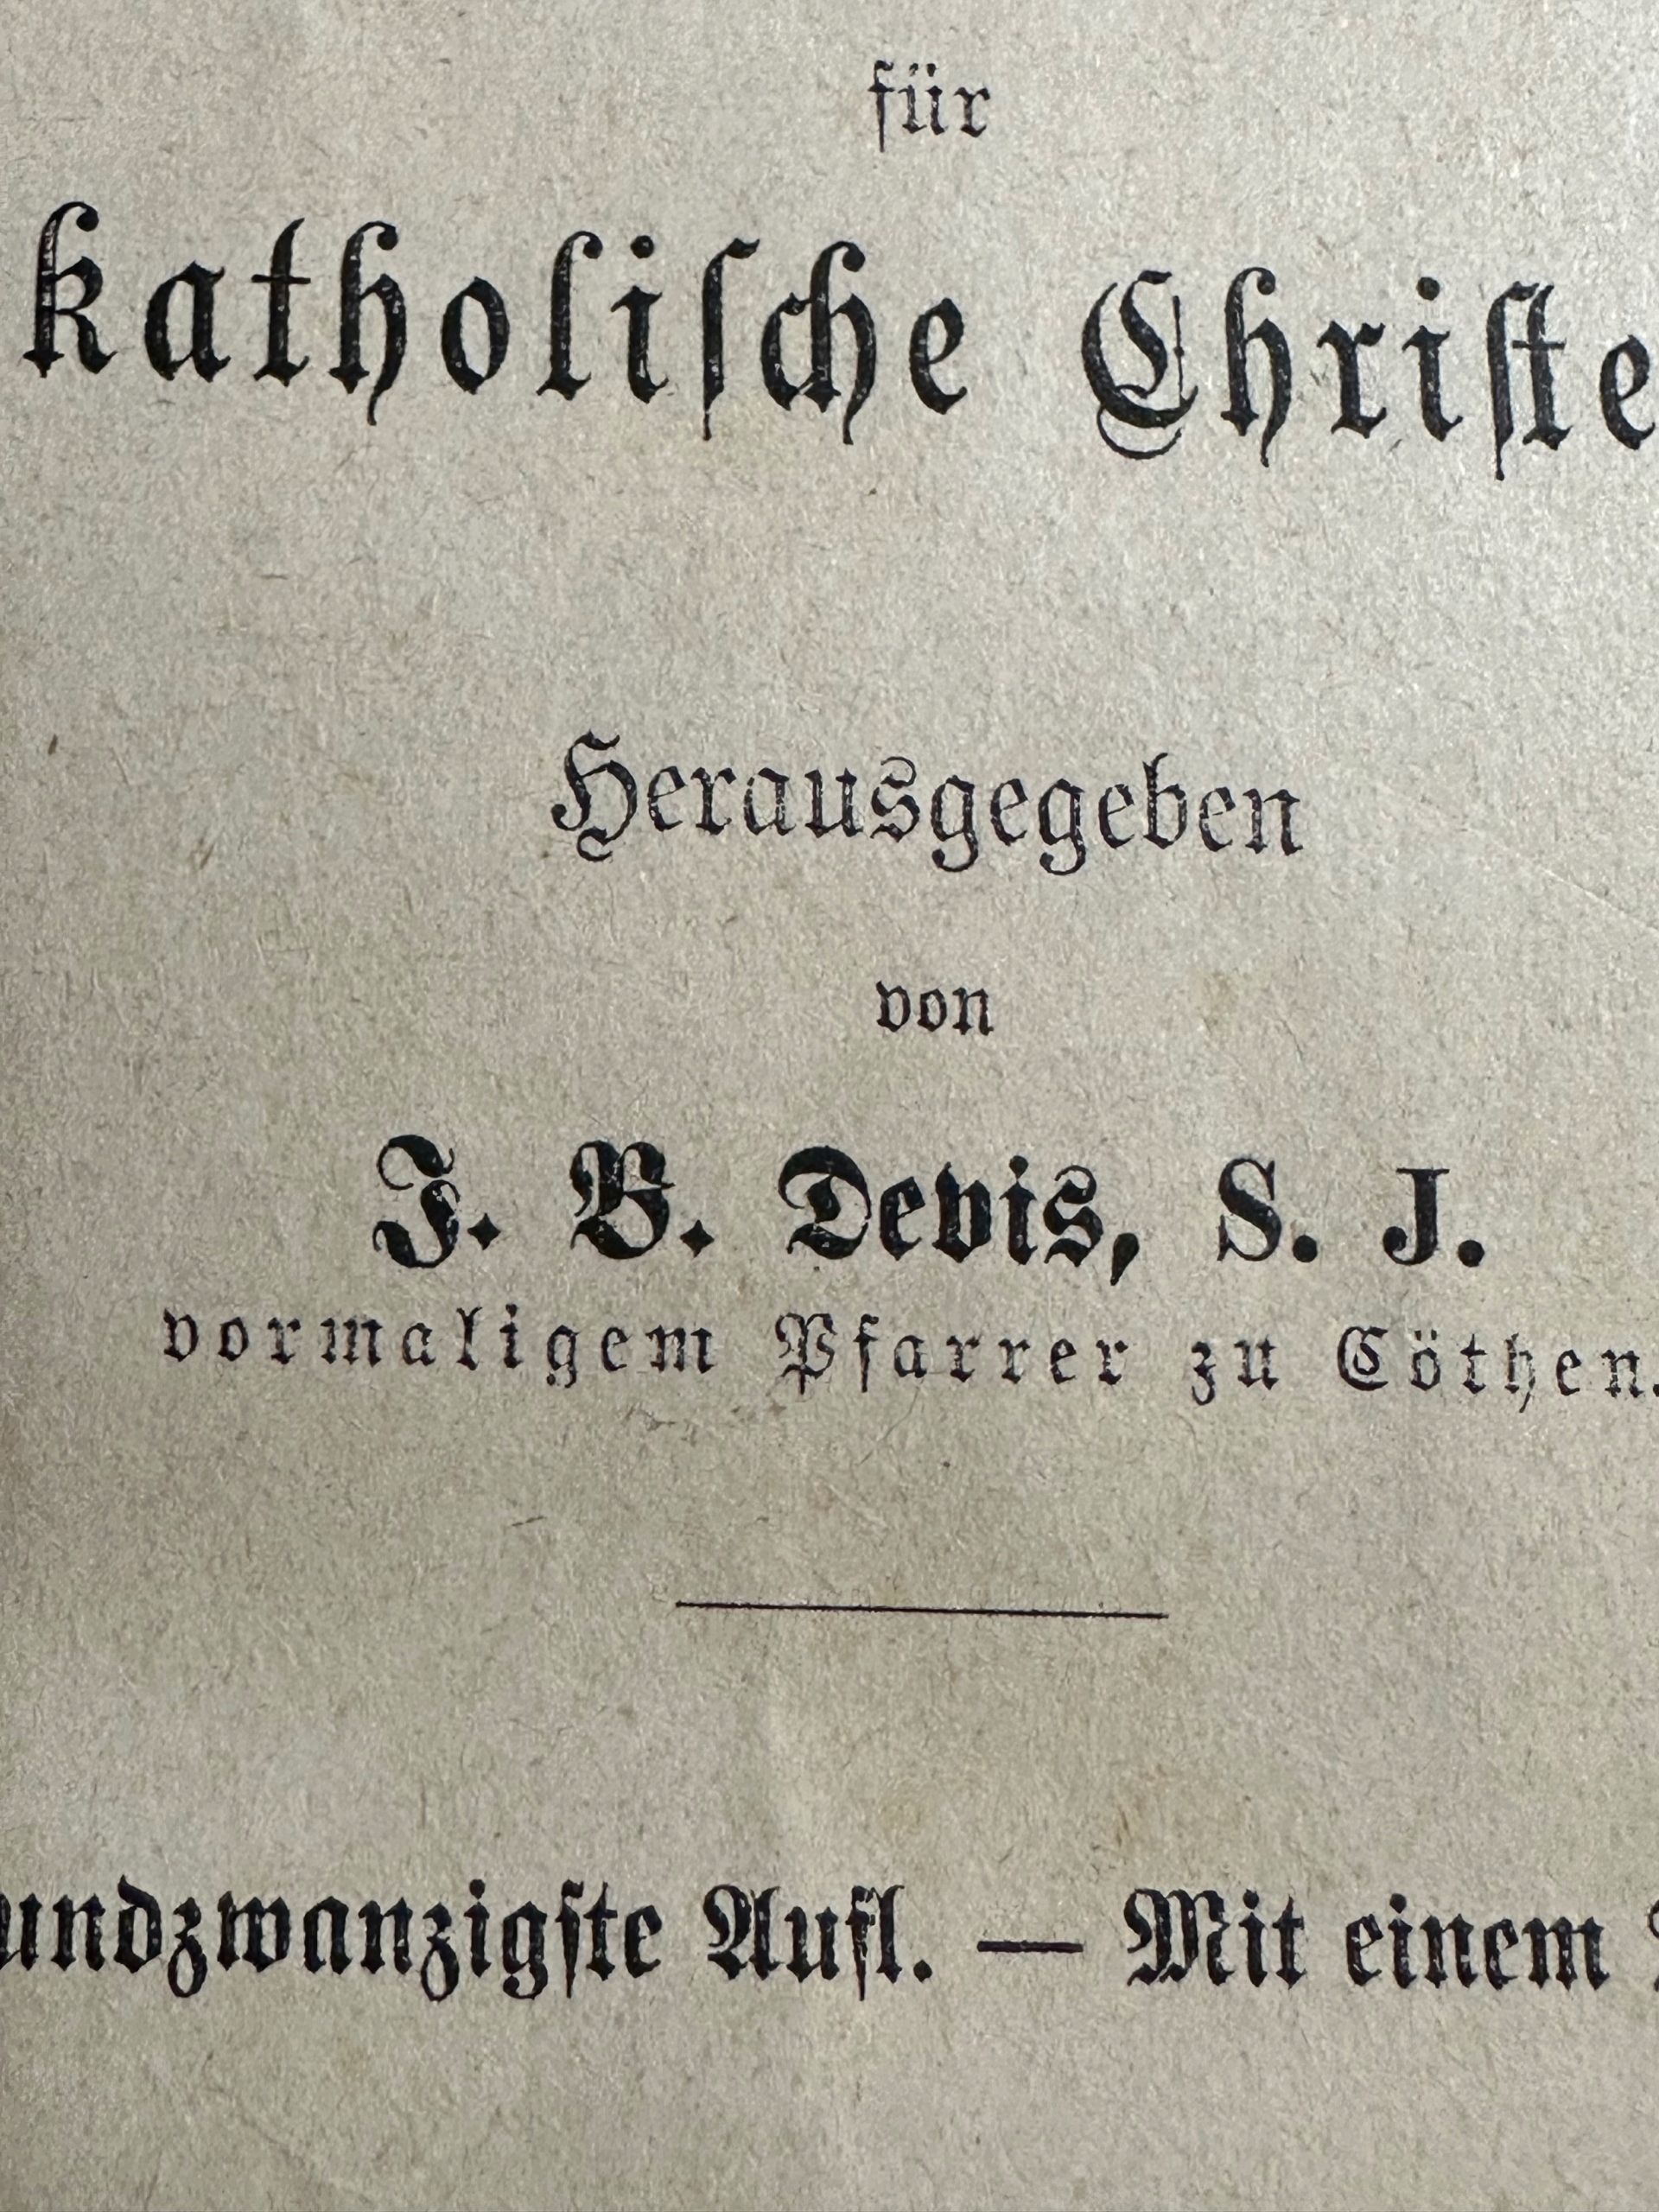 für
katholische Christe
Herausgegeben
von
J. B. Devis, S. J.
vormaligem Pfarrer zu Cöthen.
undzwanzigste Aufl. — Mit einem